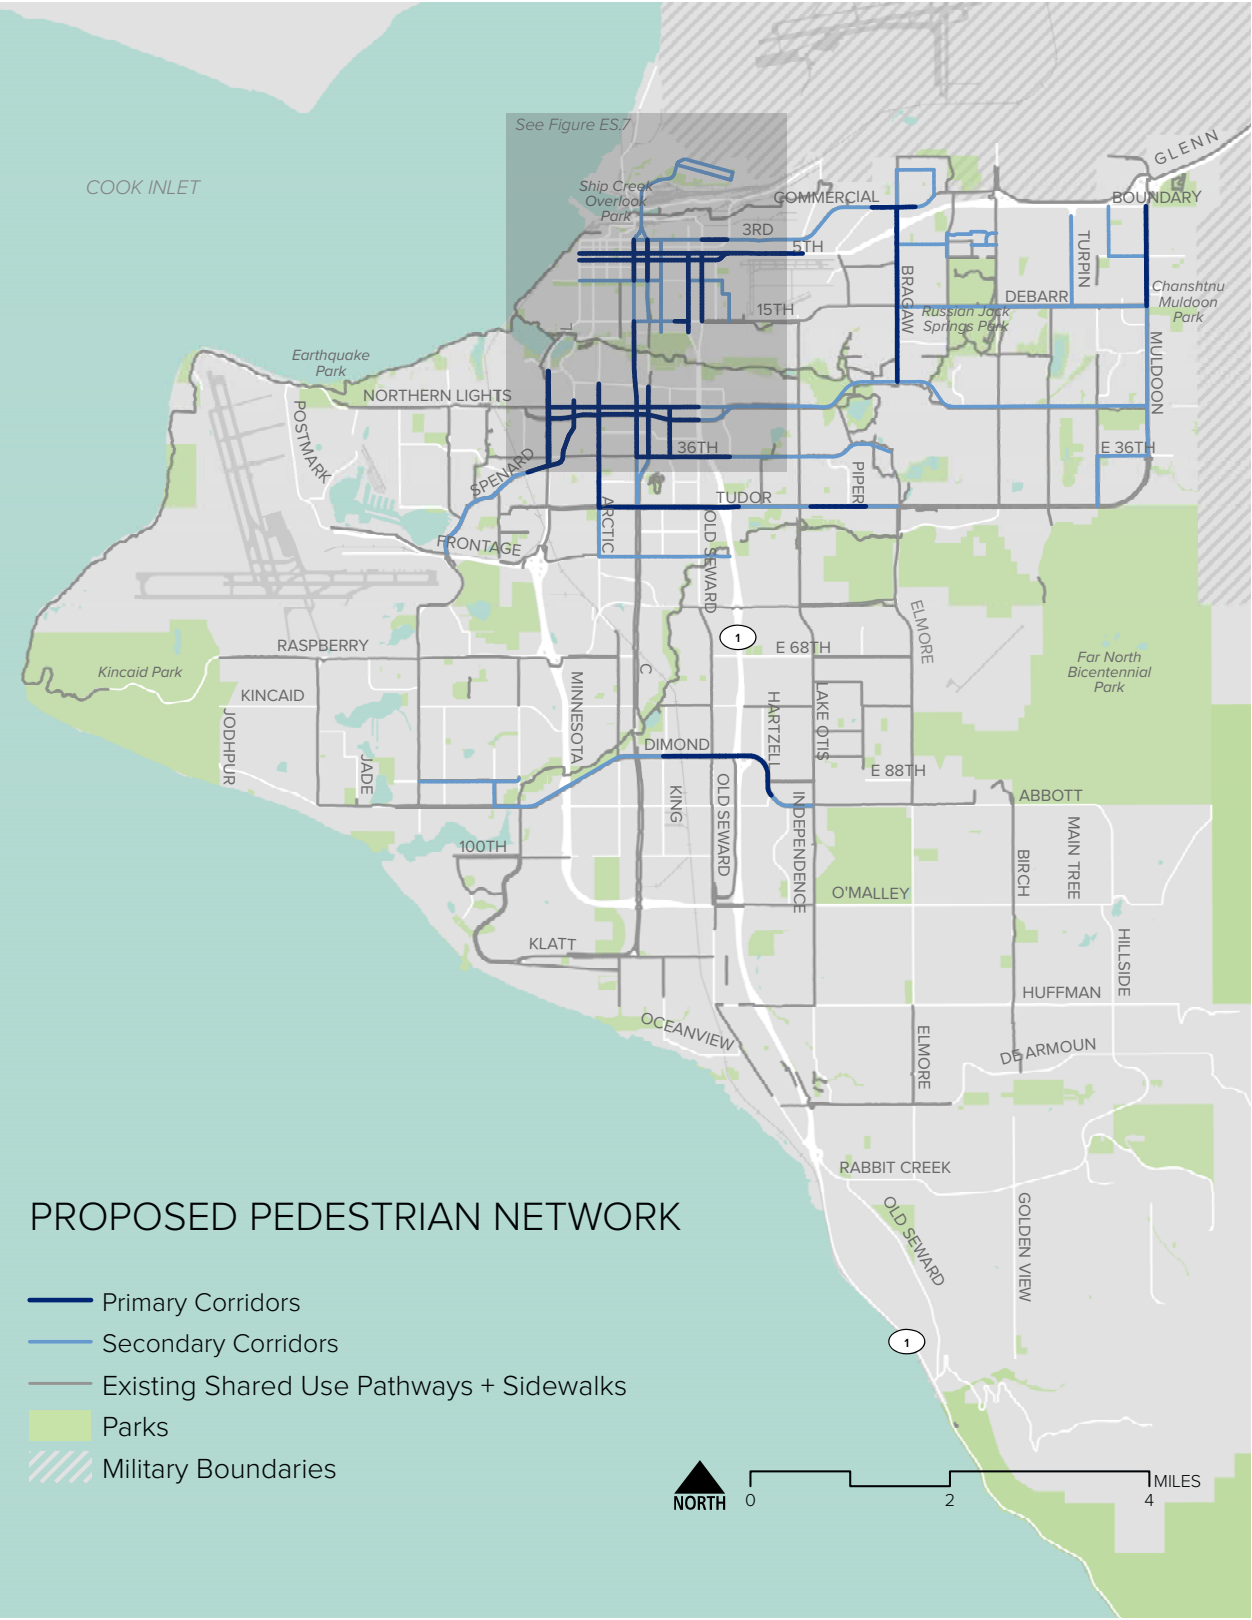 See Figure ES.7
GLENN
COOK INLET
Ship Creek
Overlook
Park
COMMERCIAL
BOUNDARY
3RD
5TH
TURPIN
BRAGAW
DEBARR
Chanshtnu
Muldoon
Park
15TH
Russian Jack
Springs Park
MULDOON
Earthquake
Park
NORTHERN LIGHTS
POSTMARK
36TH
E 36TH
SPENARD
PIPER
TUDOR
ARCTIC
OLD SEWARD
FRONTAGE
ELMORE
1
RASPBERRY
E 68TH
Kincaid Park
C
Far North
Bicentennial
Park
KINCAID
MINNESOTA
HARTZELL
LAKE OTIS
JODHPUR
DIMOND
JADE
E 88TH
KING
OLD SEWARD
INDEPENDENCE
ABBOTT
MAIN TREE
100TH
BIRCH
O'MALLEY
KLATT
HILLSIDE
HUFFMAN
OCEANVIEW
ELMORE
DE ARMOUN
RABBIT CREEK
PROPOSED PEDESTRIAN NETWORK
OLD SEWARD
GOLDEN VIEW
Primary Corridors
Secondary Corridors
1
Existing Shared Use Pathways + Sidewalks
Parks
Military Boundaries
NORTH
0 2 4
MILES